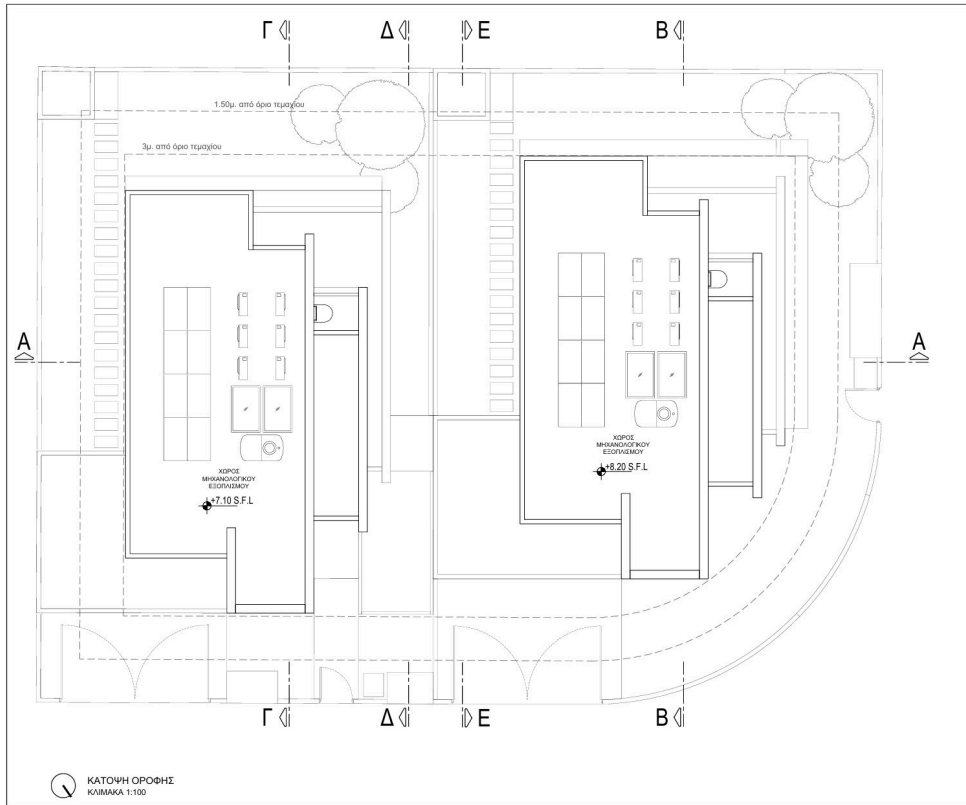 Γ Δ Ε Β
1.50μ. από όριο τεμαχίου
3μ. από όριο τεμαχίου
Α Α
ΧΩΡΟΣ
ΜΗΧΑΝΟΛΟΓΙΚΟΥ
ΕΞΟΠΛΙΣΜΟΥ
+8.20 S.F.L
ΧΩΡΟΣ
ΜΗΧΑΝΟΛΟΓΙΚΟΥ
ΕΞΟΠΛΙΣΜΟΥ
+7.10 S.F.L
Γ Δ Ε Β
ΚΑΤΟΨΗ ΟΡΟΦΗΣ
ΚΛΙΜΑΚΑ 1:100